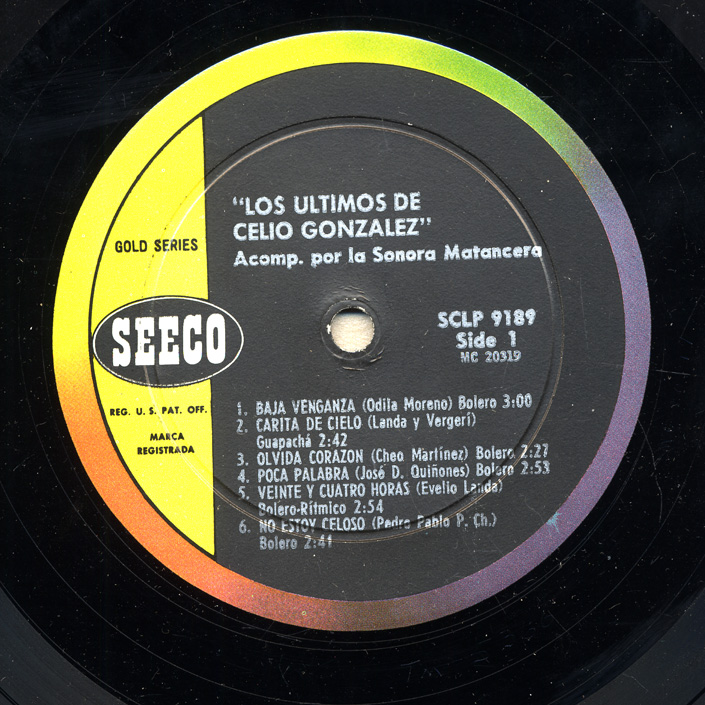 "LOS ULTIMOS DE
CELIO GONZALEZ"
Acomp. por la Sonora Matancera
GOLD SERIES
SEECO
REG. U. S. PAT. OFF.
MARCA
REGISTRADA
SCLP 9189
Side 1
MC 20319
1. BAJA VENGANZA (Odila Moreno) Bolero 3:00
2. CARITA DE CIELO (Landa y Vergerí)
Guapachá 2:42
3. OLVIDA CORAZON (Cheo Martínez) Bolero 2:27
4. POCA PALABRA (José D. Quiñones) Bolero 2:53
5. VEINTE Y CUATRO HORAS (Evelio Landa)
Bolero-Rítmico 2:54
6. NO ESTOY CELOSO (Pedro Pablo P. Ch.)
Bolero 2:41